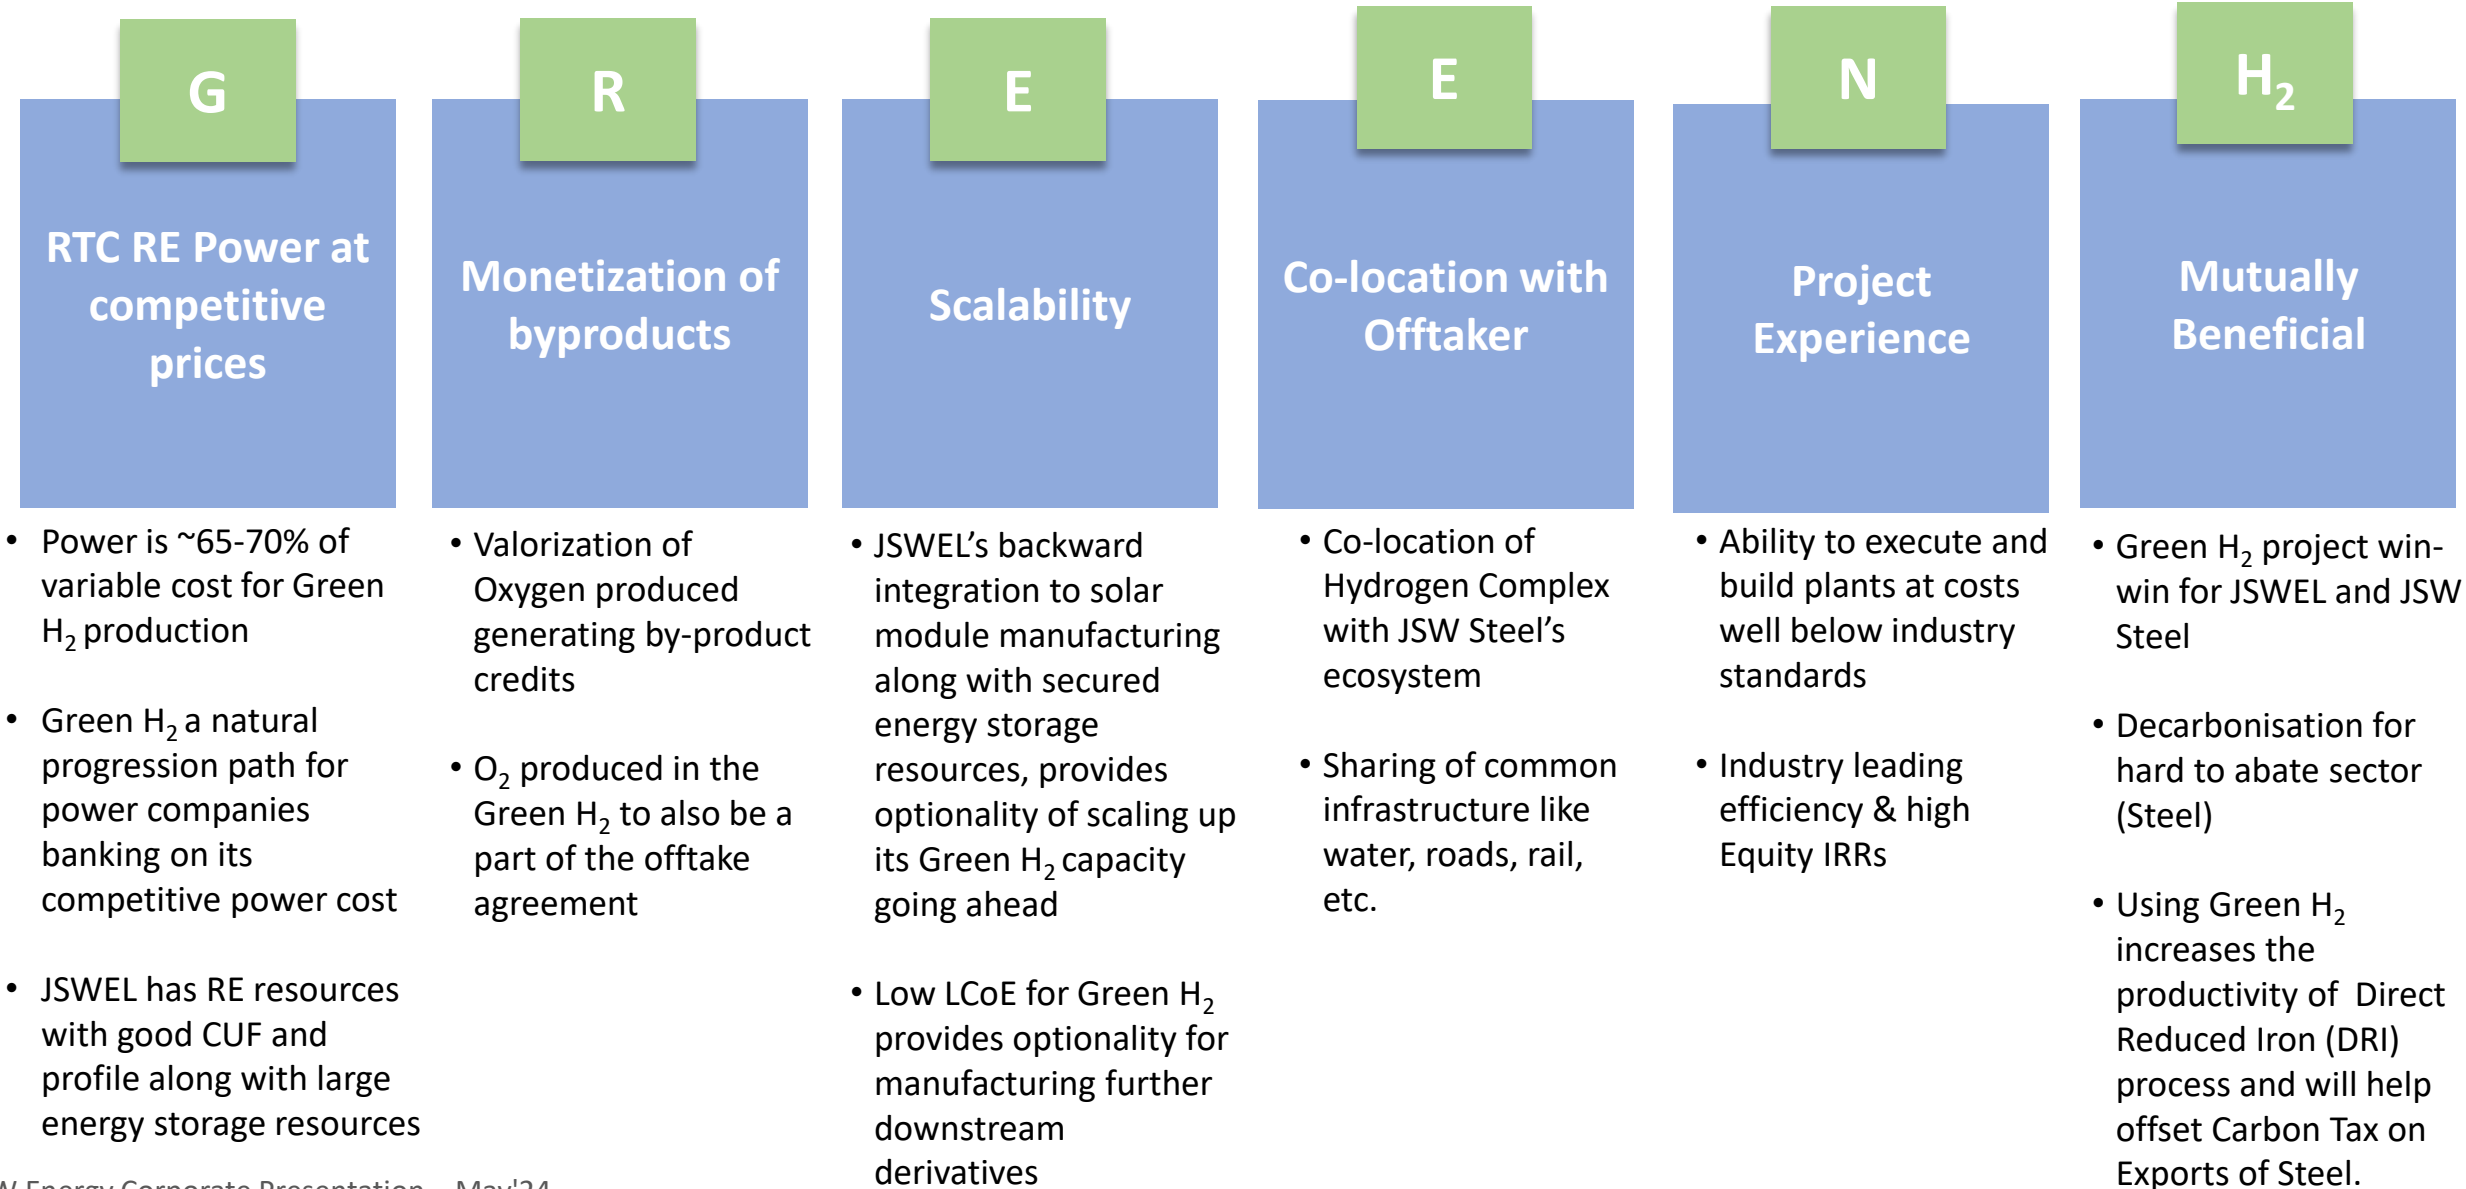 G
RTC RE Power at
competitive
prices
• Power is ~65-70% of
variable cost for Green
H₂ production
• Green H₂ a natural
progression path for
power companies
banking on its
competitive power cost
• JSWEL has RE resources
with good CUF and
profile along with large
energy storage resources
R
Monetization of
byproducts
• Valorization of
Oxygen produced
generating by-product
credits
• O₂ produced in the
Green H₂ to also be a
part of the offtake
agreement
E
Scalability
• JSWEL’s backward
integration to solar
module manufacturing
along with secured
energy storage
resources, provides
optionality of scaling up
its Green H₂ capacity
going ahead
• Low LCoE for Green H₂
provides optionality for
manufacturing further
downstream
derivatives
E
Co-location with
Offtaker
• Co-location of
Hydrogen Complex
with JSW Steel’s
ecosystem
• Sharing of common
infrastructure like
water, roads, rail,
etc.
N
Project
Experience
• Ability to execute and
build plants at costs
well below industry
standards
• Industry leading
efficiency & high
Equity IRRs
H₂
Mutually
Beneficial
• Green H₂ project win-
win for JSWEL and JSW
Steel
• Decarbonisation for
hard to abate sector
(Steel)
• Using Green H₂
increases the
productivity of Direct
Reduced Iron (DRI)
process and will help
offset Carbon Tax on
Exports of Steel.
W Energy Corporate Presentation – May'24